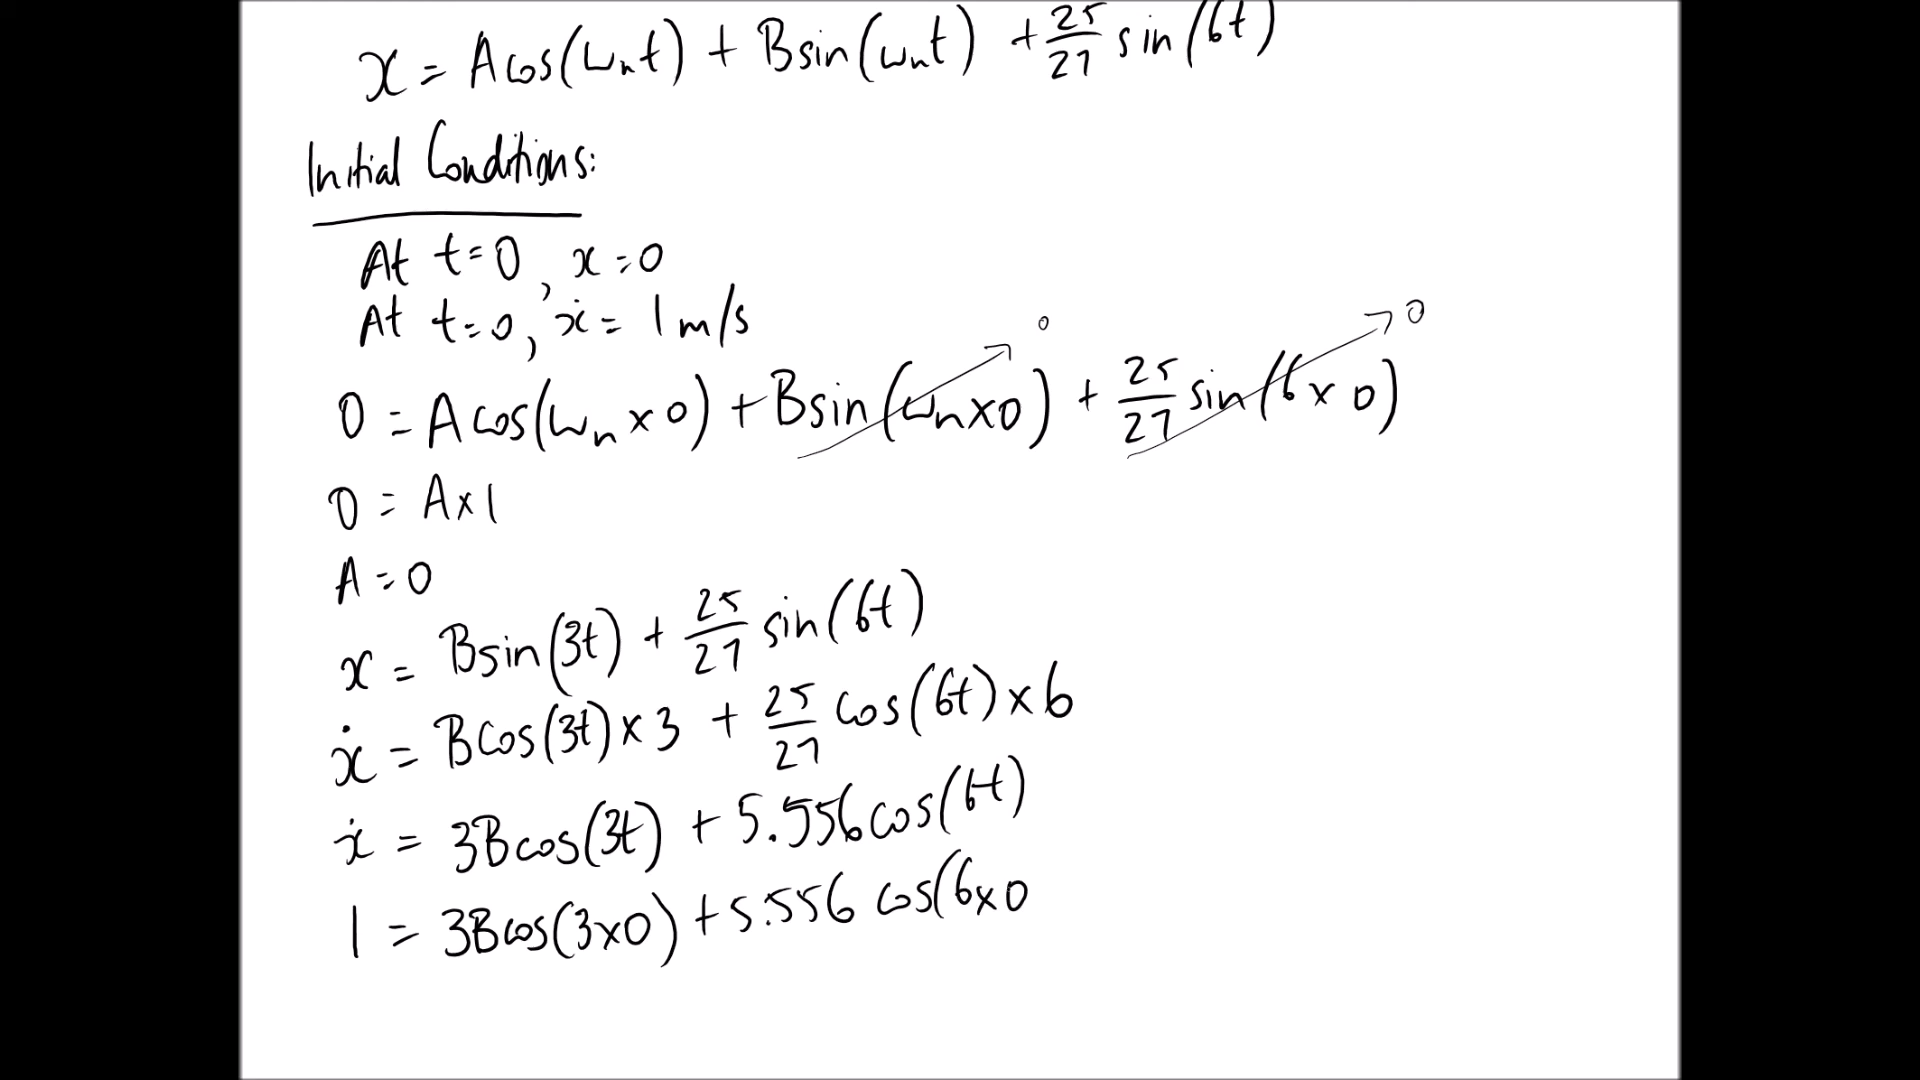 x = Acos(ωnt) + Bsin(ωnt) + 25/27 sin(6t)
Initial Conditions:
At t=0, x=0
At t=0, ẋ = 1m/s
0 = Acos(ωn×0) + Bsin(ωn×0) → 0 + 25/27 sin(6×0) → 0
0 = A×1
A=0
x = Bsin(3t) + 25/27 sin(6t)
ẋ = Bcos(3t)×3 + 25/27 cos(6t)×6
ẋ = 3Bcos(3t) + 5.556cos(6t)
1 = 3Bcos(3×0) + 5.556 cos(6×0